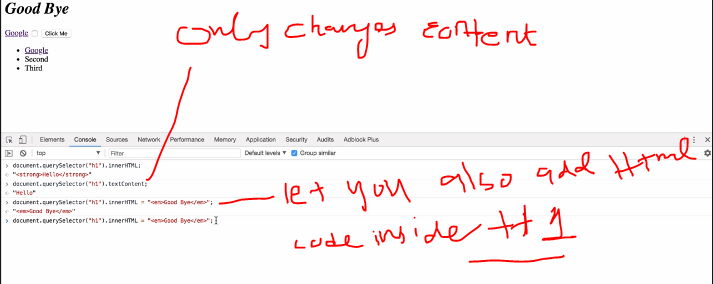 Good Bye
Google Click Me
only changes content
Google
Second
Third
Elements Console Sources Network Performance Memory Application Security Audits Adblock Plus
top Filter Default levels ▼ Group similar
document.querySelector("h1").innerHTML;
"<strong>Hello</strong>"
document.querySelector("h1").textContent;
"Hello"
document.querySelector("h1").innerHTML = "<em>Good Bye</em>";
"<em>Good Bye</em>"
document.querySelector("h1").innerHTML = "<em>Good Bye</em>";
let you also add Html
code inside H1